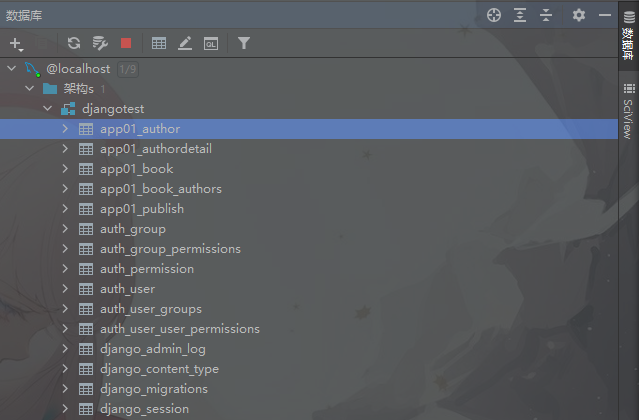 数据库
QL
@localhost 1/9
架构s 1
djangotest
app01_author
app01_authordetail
app01_book
app01_book_authors
app01_publish
auth_group
auth_group_permissions
auth_permission
auth_user
auth_user_groups
auth_user_user_permissions
django_admin_log
django_content_type
django_migrations
django_session
数据库
SciView